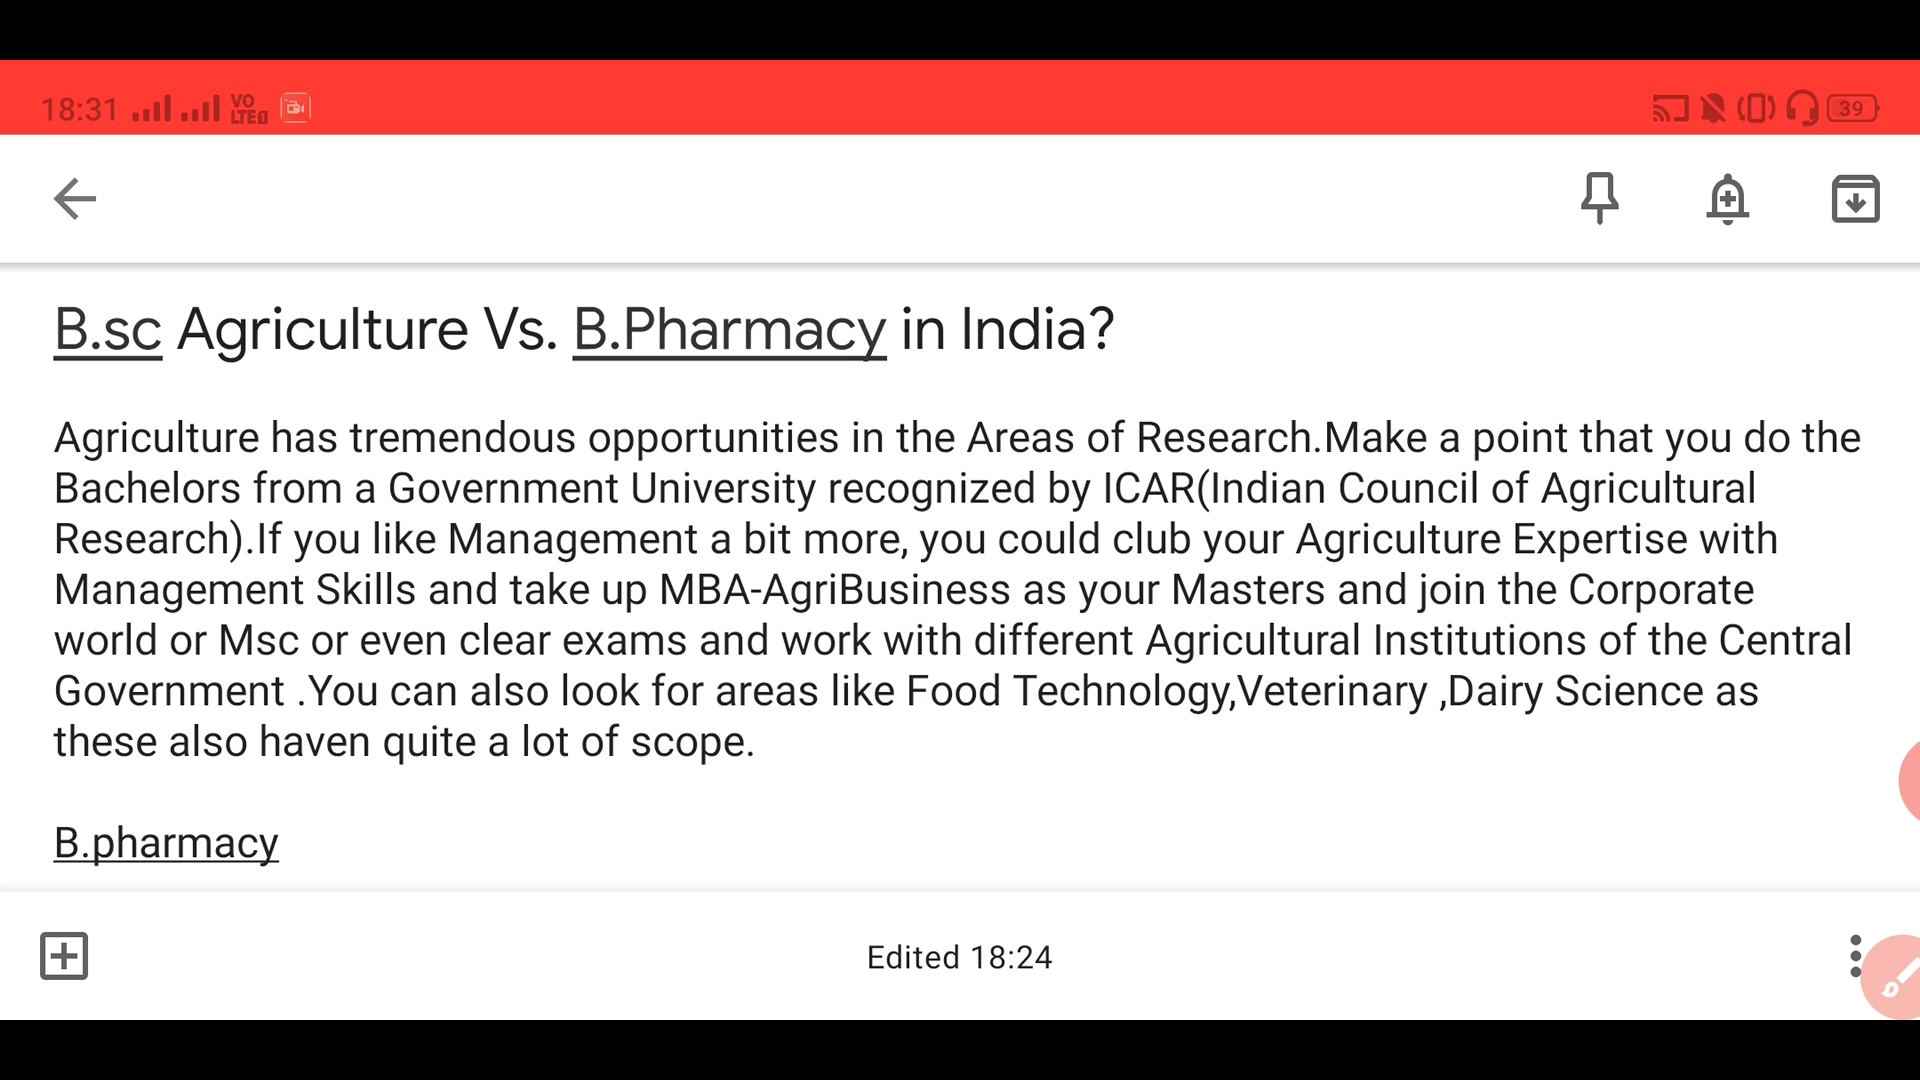 18:31 VO LTE 39
B.sc Agriculture Vs. B.Pharmacy in India?
Agriculture has tremendous opportunities in the Areas of Research.Make a point that you do the
Bachelors from a Government University recognized by ICAR(Indian Council of Agricultural
Research).If you like Management a bit more, you could club your Agriculture Expertise with
Management Skills and take up MBA-AgriBusiness as your Masters and join the Corporate
world or Msc or even clear exams and work with different Agricultural Institutions of the Central
Government .You can also look for areas like Food Technology,Veterinary ,Dairy Science as
these also haven quite a lot of scope.
B.pharmacy
Edited 18:24